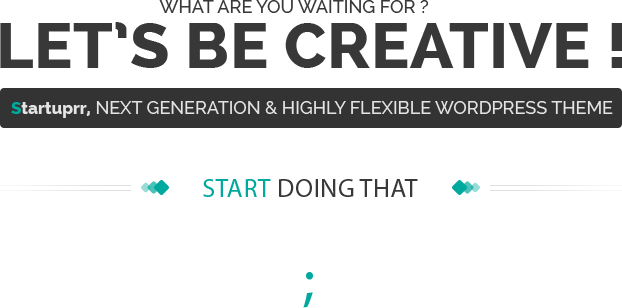 WHAT ARE YOU WAITING FOR ?
LET'S BE CREATIVE !
Startuprr, NEXT GENERATION & HIGHLY FLEXIBLE WORDPRESS THEME
START DOING THAT
;